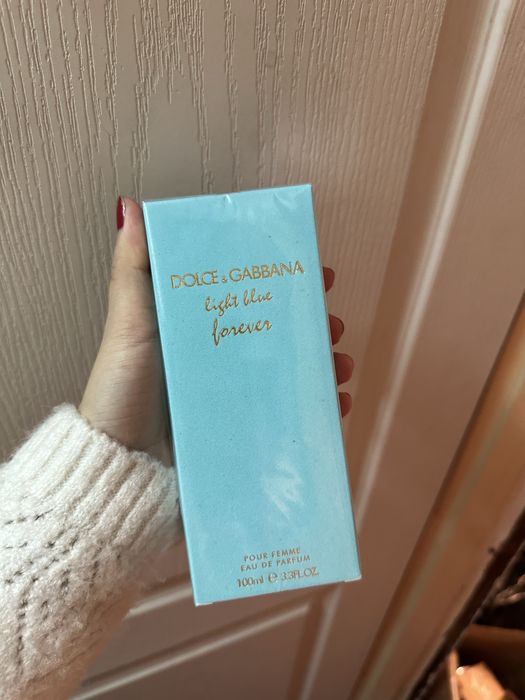 DOLCE & GABBANA
light blue
forever
POUR FEMME
EAU DE PARFUM
100ml ℮ 3.3FL.OZ.